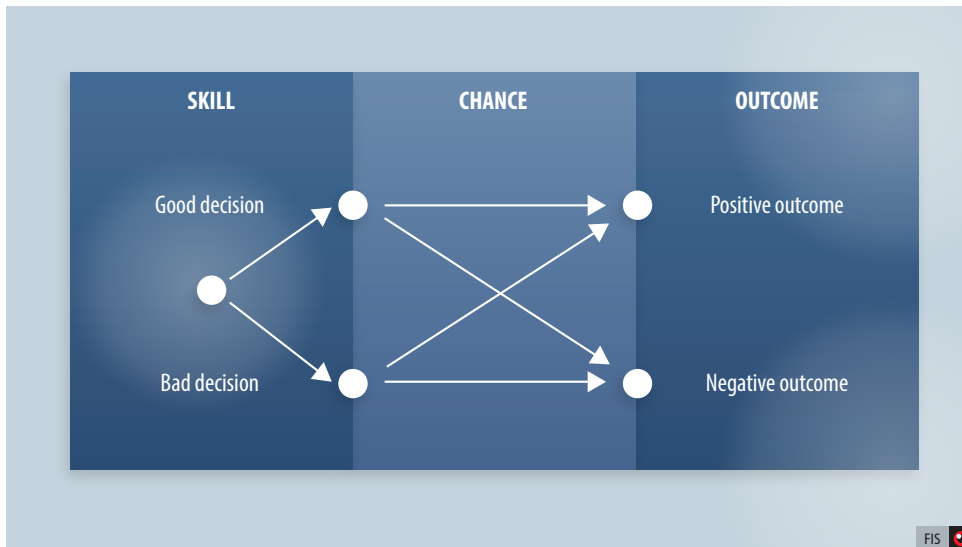 SKILL
CHANCE
OUTCOME
Good decision
Positive outcome
Bad decision
Negative outcome
FIS